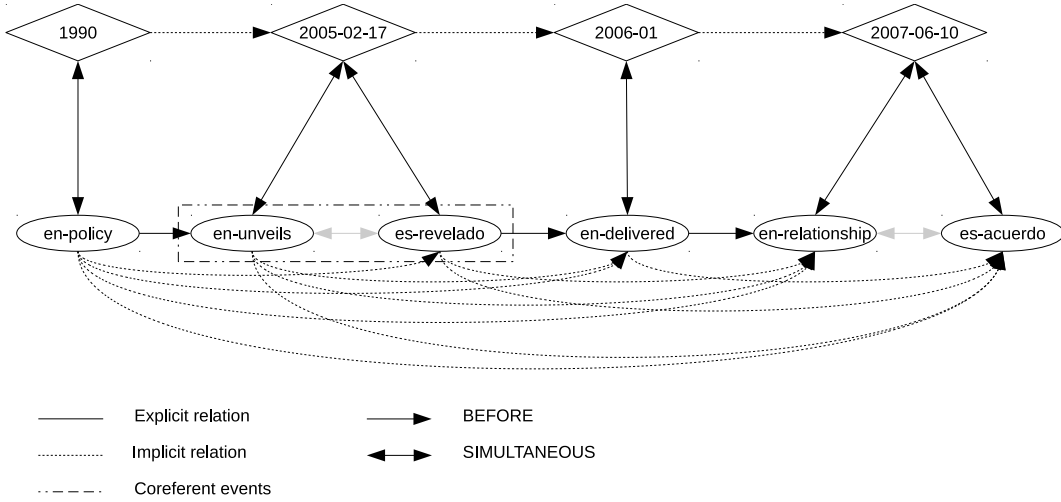 1990 2005-02-17 2006-01 2007-06-10
en-policy en-unveils es-revelado en-delivered en-relationship es-acuerdo
Explicit relation BEFORE
Implicit relation SIMULTANEOUS
Coreferent events